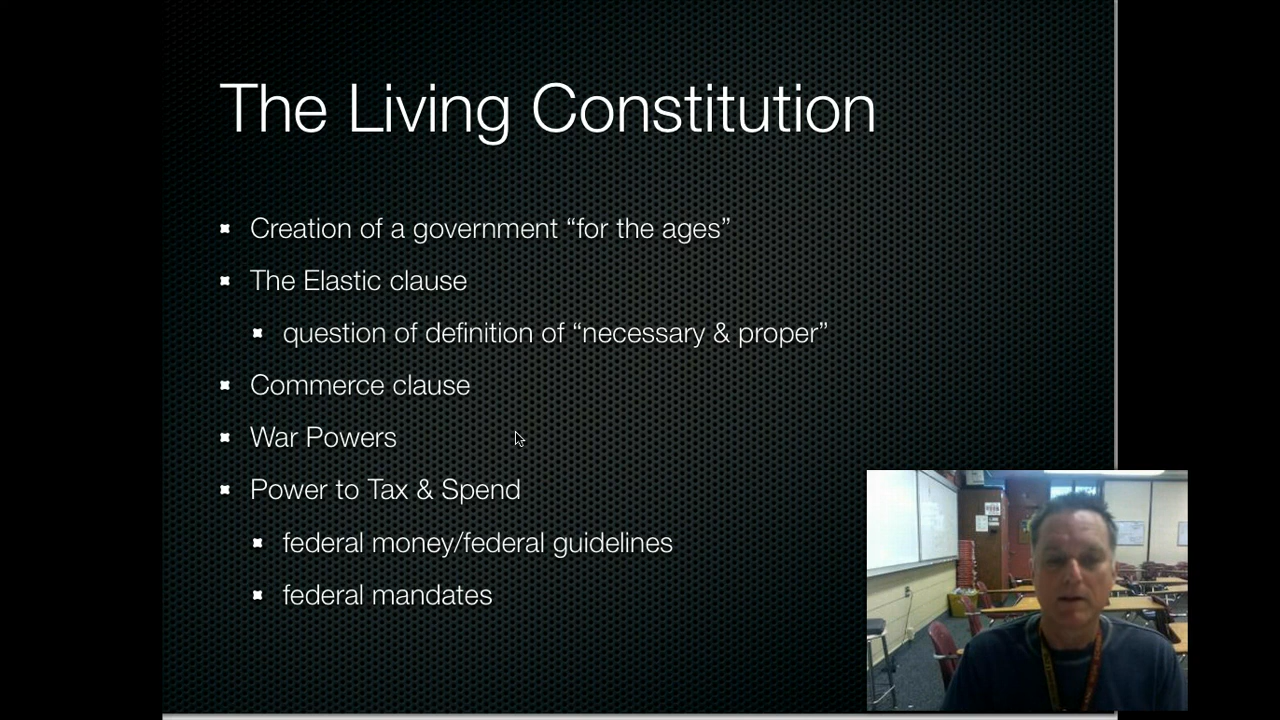 The Living Constitution
Creation of a government “for the ages”
The Elastic clause
question of definition of “necessary & proper”
Commerce clause
War Powers
Power to Tax & Spend
federal money/federal guidelines
federal mandates